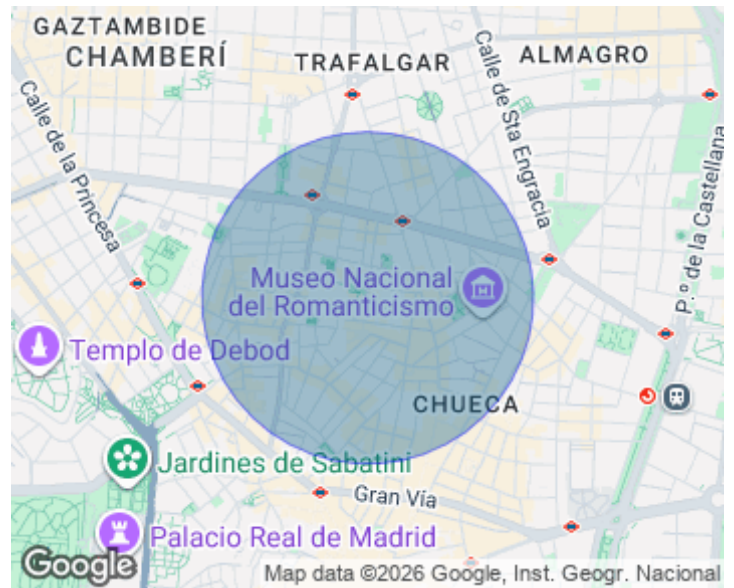 GAZTAMBIDE
CHAMBERÍ
TRAFALGAR
ALMAGRO
Calle de la Princesa
Calle de Sta Engracia
P.º de la Castellana
Museo Nacional
del Romanticismo
Templo de Debod
CHUECA
Jardines de Sabatini
Gran Vía
Palacio Real de Madrid
Google
Map data ©2026 Google, Inst. Geogr. Nacional